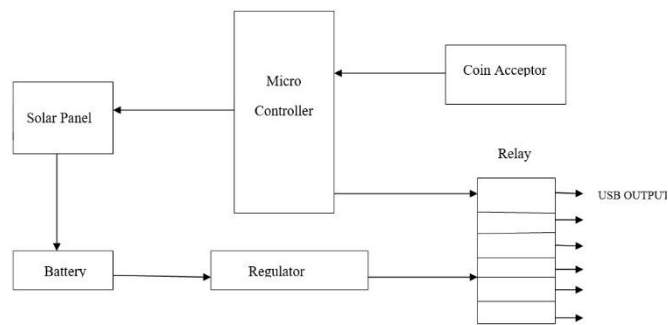 Micro
Controller
Coin Acceptor
Solar Panel
Relay
USB OUTPUT
Battery
Regulator